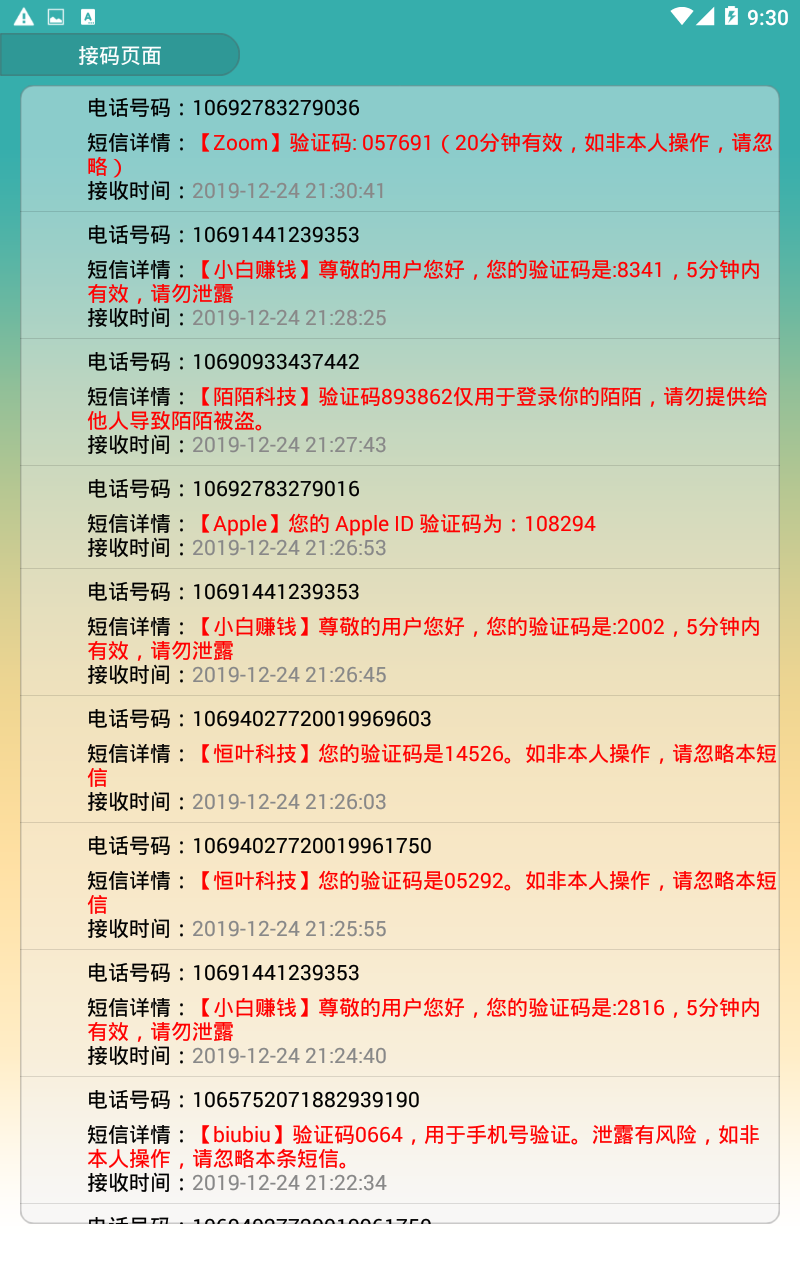 9:30
接码页面
电话号码：10692783279036
短信详情：【Zoom】验证码: 057691（20分钟有效，如非本人操作，请忽
略）
接收时间：2019-12-24 21:30:41
电话号码：10691441239353
短信详情：【小白赚钱】尊敬的用户您好，您的验证码是:8341，5分钟内
有效，请勿泄露
接收时间：2019-12-24 21:28:25
电话号码：10690933437442
短信详情：【陌陌科技】验证码893862仅用于登录你的陌陌，请勿提供给
他人导致陌陌被盗。
接收时间：2019-12-24 21:27:43
电话号码：10692783279016
短信详情：【Apple】您的 Apple ID 验证码为：108294
接收时间：2019-12-24 21:26:53
电话号码：10691441239353
短信详情：【小白赚钱】尊敬的用户您好，您的验证码是:2002，5分钟内
有效，请勿泄露
接收时间：2019-12-24 21:26:45
电话号码：10694027720019969603
短信详情：【恒叶科技】您的验证码是14526。如非本人操作，请忽略本短
信
接收时间：2019-12-24 21:26:03
电话号码：10694027720019961750
短信详情：【恒叶科技】您的验证码是05292。如非本人操作，请忽略本短
信
接收时间：2019-12-24 21:25:55
电话号码：10691441239353
短信详情：【小白赚钱】尊敬的用户您好，您的验证码是:2816，5分钟内
有效，请勿泄露
接收时间：2019-12-24 21:24:40
电话号码：1065752071882939190
短信详情：【biubiu】验证码0664，用于手机号验证。泄露有风险，如非
本人操作，请忽略本条短信。
接收时间：2019-12-24 21:22:34
电话号码：10694027720019961750